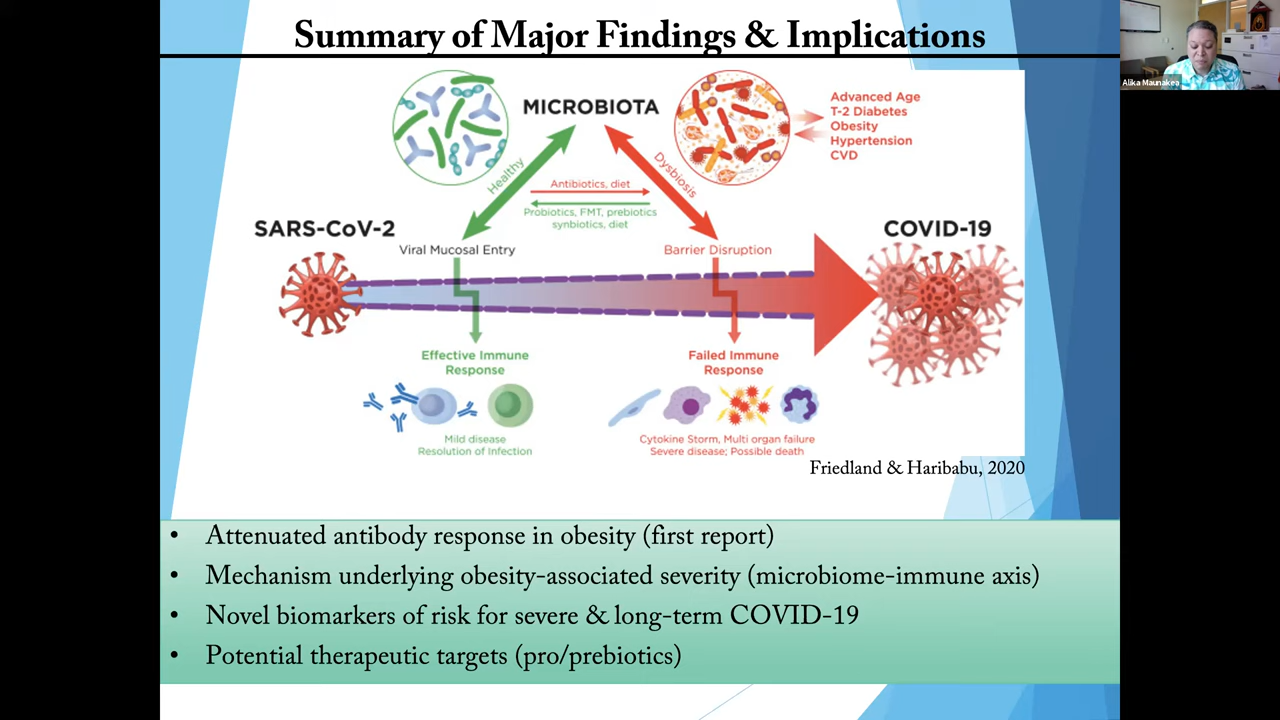 Summary of Major Findings & Implications
Alika Maunakea
MICROBIOTA
Advanced Age
T-2 Diabetes
Obesity
Hypertension
CVD
Healthy
Dysbiosis
Antibiotics, diet
Probiotics, FMT, prebiotics
synbiotics, diet
SARS-CoV-2
COVID-19
Viral Mucosal Entry
Barrier Disruption
Effective Immune
Response
Failed Immune
Response
Mild disease
Resolution of Infection
Cytokine Storm, Multi organ failure
Severe disease; Possible death
Friedland & Haribabu, 2020
• Attenuated antibody response in obesity (first report)
• Mechanism underlying obesity-associated severity (microbiome-immune axis)
• Novel biomarkers of risk for severe & long-term COVID-19
• Potential therapeutic targets (pro/prebiotics)